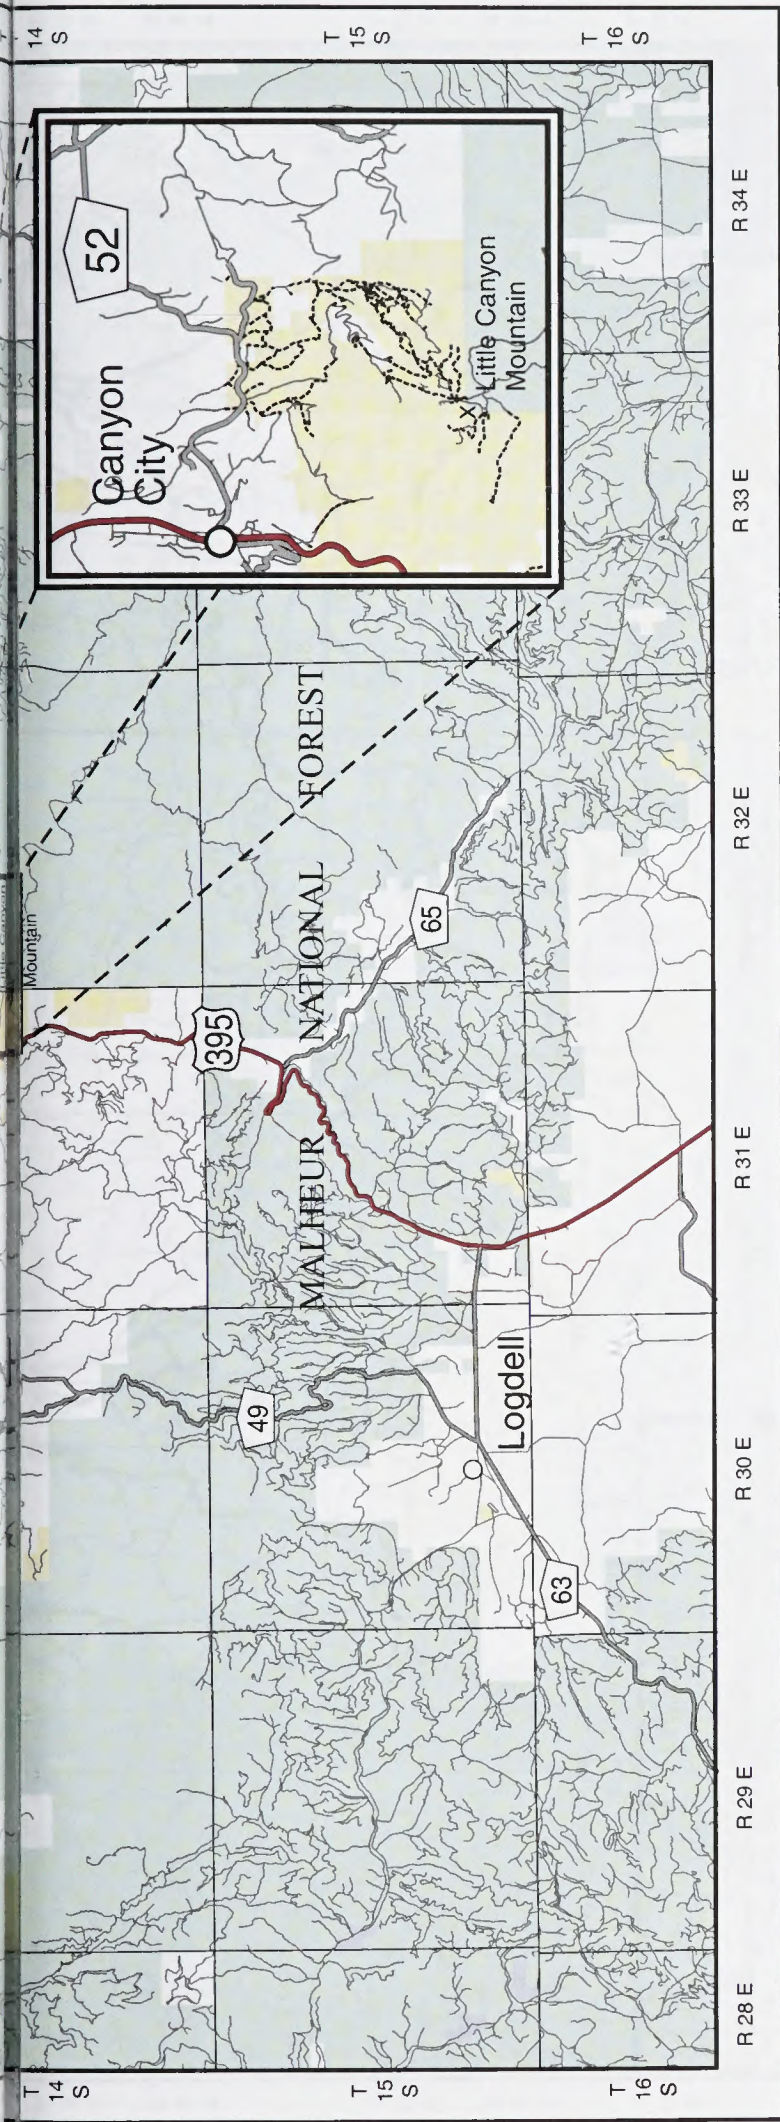 T
14
S
T
15
S
T
16
S
52
Canyon
City
Little Canyon
Mountain
Mountain
395
MALHEUR NATIONAL FOREST
65
49
Logdell
63
T
14
S
T
15
S
T
16
S
R 28 E
R 29 E
R 30 E
R 31 E
R 32 E
R 33 E
R 34 E